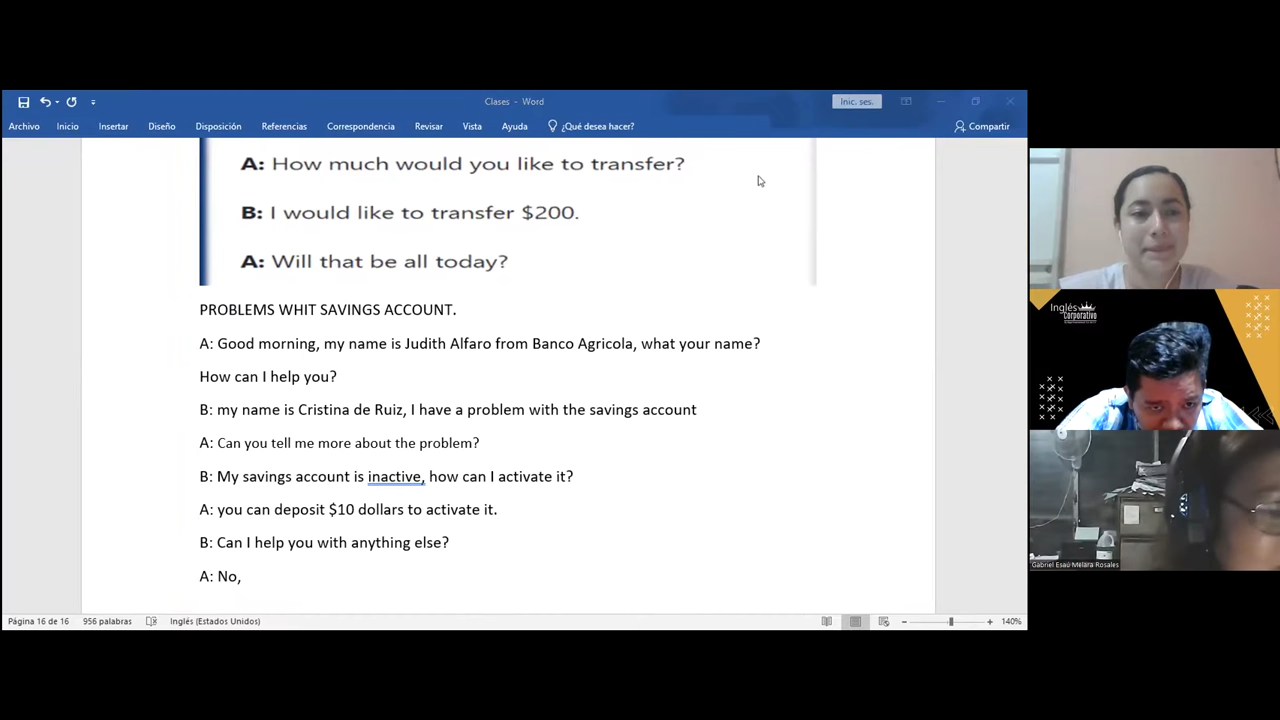 Clases - Word
Inic. ses.
Archivo Inicio Insertar Diseño Disposición Referencias Correspondencia Revisar Vista Ayuda ¿Qué desea hacer? Compartir
A: How much would you like to transfer?
B: I would like to transfer $200.
A: Will that be all today?
PROBLEMS WHIT SAVINGS ACCOUNT.
A: Good morning, my name is Judith Alfaro from Banco Agricola, what your name?
How can I help you?
B: my name is Cristina de Ruiz, I have a problem with the savings account
A: Can you tell me more about the problem?
B: My savings account is inactive, how can I activate it?
A: you can deposit $10 dollars to activate it.
B: Can I help you with anything else?
A: No,
Página 16 de 16 956 palabras Inglés (Estados Unidos) 140%
Inglés
Corporativo
Gabriel Esaú Melara Rosales